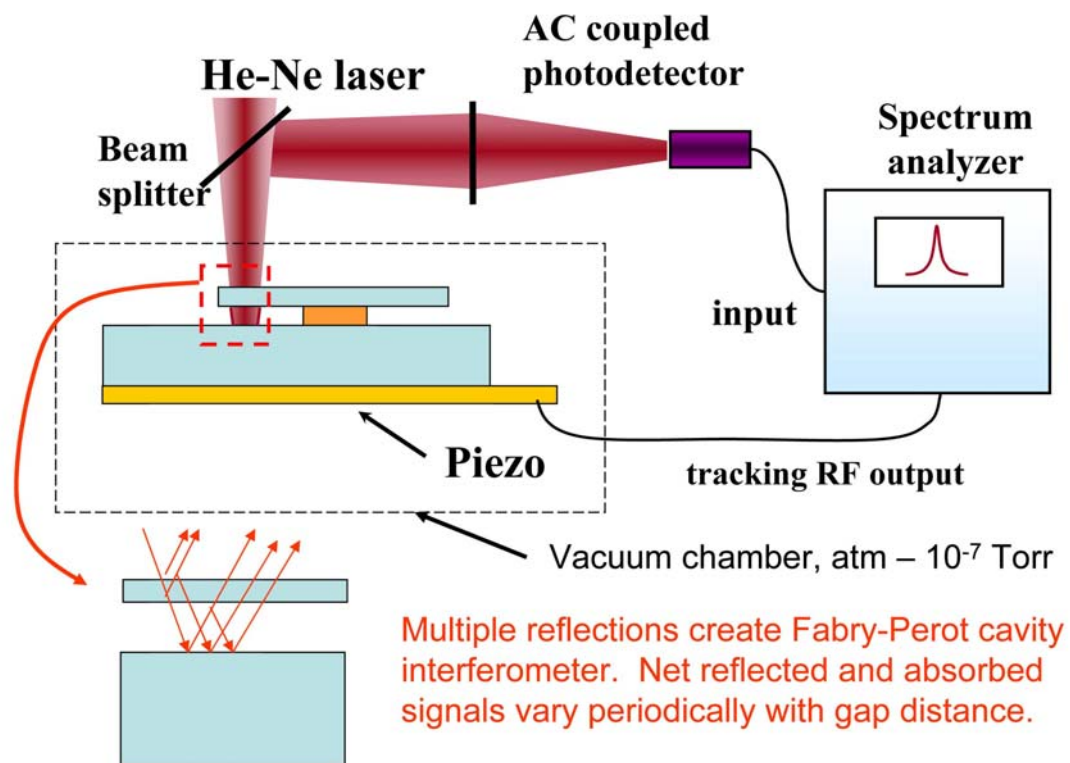 AC coupled
photodetector
He-Ne laser
Spectrum
analyzer
Beam
splitter
input
Piezo
tracking RF output
Vacuum chamber, atm – 10-7 Torr
Multiple reflections create Fabry-Perot cavity
interferometer. Net reflected and absorbed
signals vary periodically with gap distance.